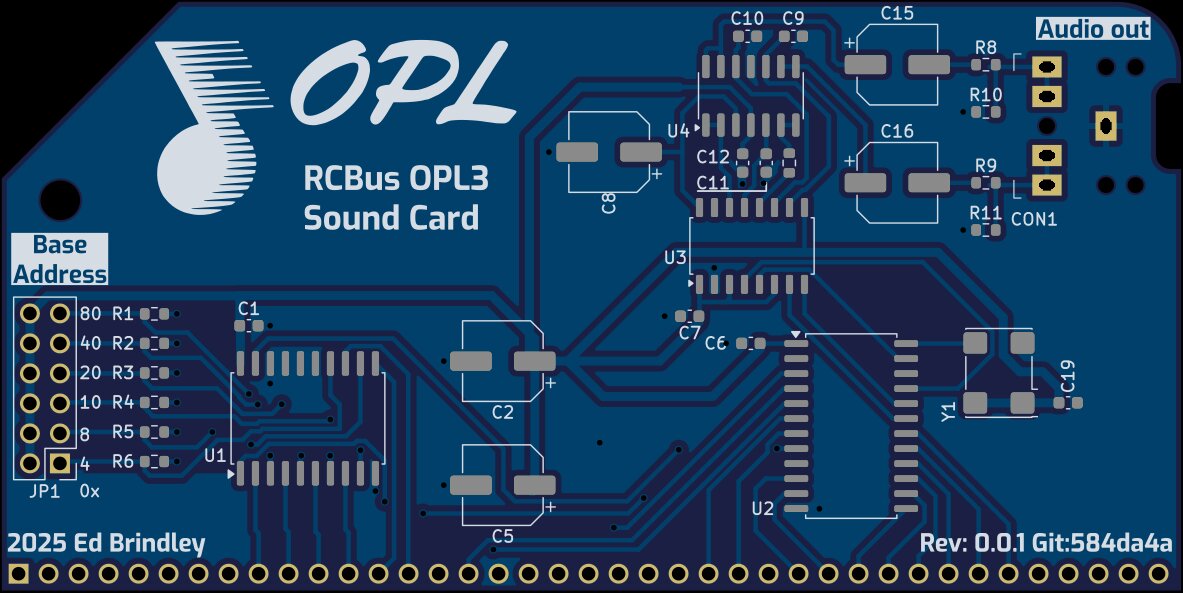 OPL
RCBus OPL3
Sound Card
Audio out
Base
Address
C10 C9
C15
R8
R10
U4
C12
C11
C8
C16
R9
R11
CON1
U3
C7
C6
80 R1
40 R2
20 R3
10 R4
8 R5
4 R6
JP1 0x
C1
U1
C2
C5
U2
Y1
C19
2025 Ed Brindley
Rev: 0.0.1 Git:584da4a